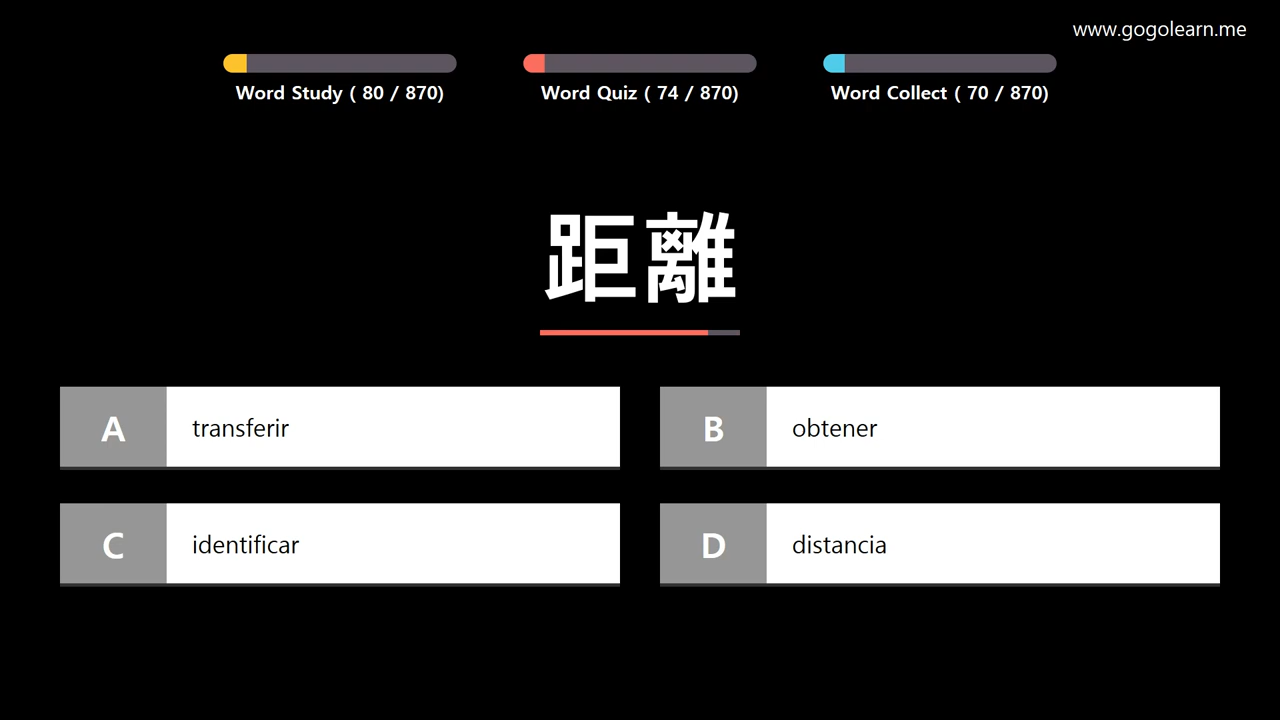 www.gogolearn.me
Word Study ( 80 / 870)
Word Quiz ( 74 / 870)
Word Collect ( 70 / 870)
距離
A transferir
B obtener
C identificar
D distancia